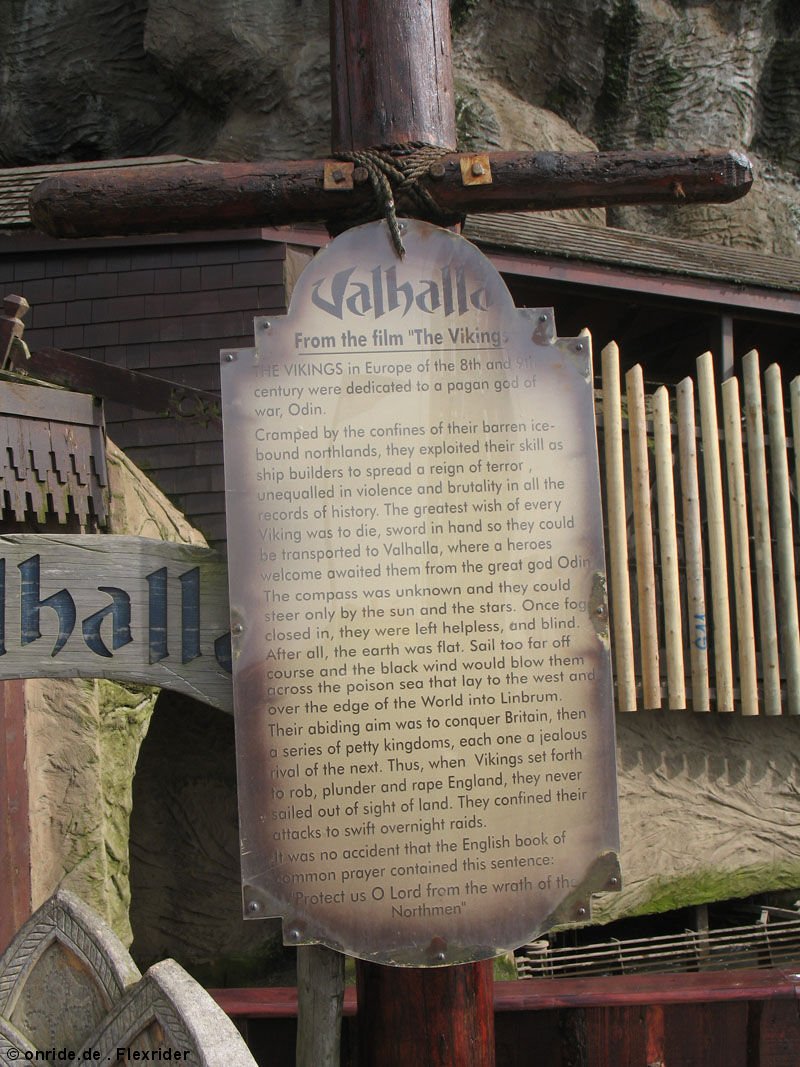 Valhalla
From the film "The Vikings
THE VIKINGS in Europe of the 8th and 9th
century were dedicated to a pagan god of
war, Odin.
Cramped by the confines of their barren ice-
bound northlands, they exploited their skill as
ship builders to spread a reign of terror ,
unequalled in violence and brutality in all the
records of history. The greatest wish of every
Viking was to die, sword in hand so they could
be transported to Valhalla, where a heroes
welcome awaited them from the great god Odin
The compass was unknown and they could
steer only by the sun and the stars. Once fog
closed in, they were left helpless, and blind.
After all, the earth was flat. Sail too far off
course and the black wind would blow them
across the poison sea that lay to the west and
over the edge of the World into Linbrum.
Their abiding aim was to conquer Britain, then
a series of petty kingdoms, each one a jealous
rival of the next. Thus, when Vikings set forth
to rob, plunder and rape England, they never
sailed out of sight of land. They confined their
attacks to swift overnight raids.
It was no accident that the English book of
common prayer contained this sentence:
"Protect us O Lord from the wrath of the
Northmen"
alhalla
© onride.de . Flexrider